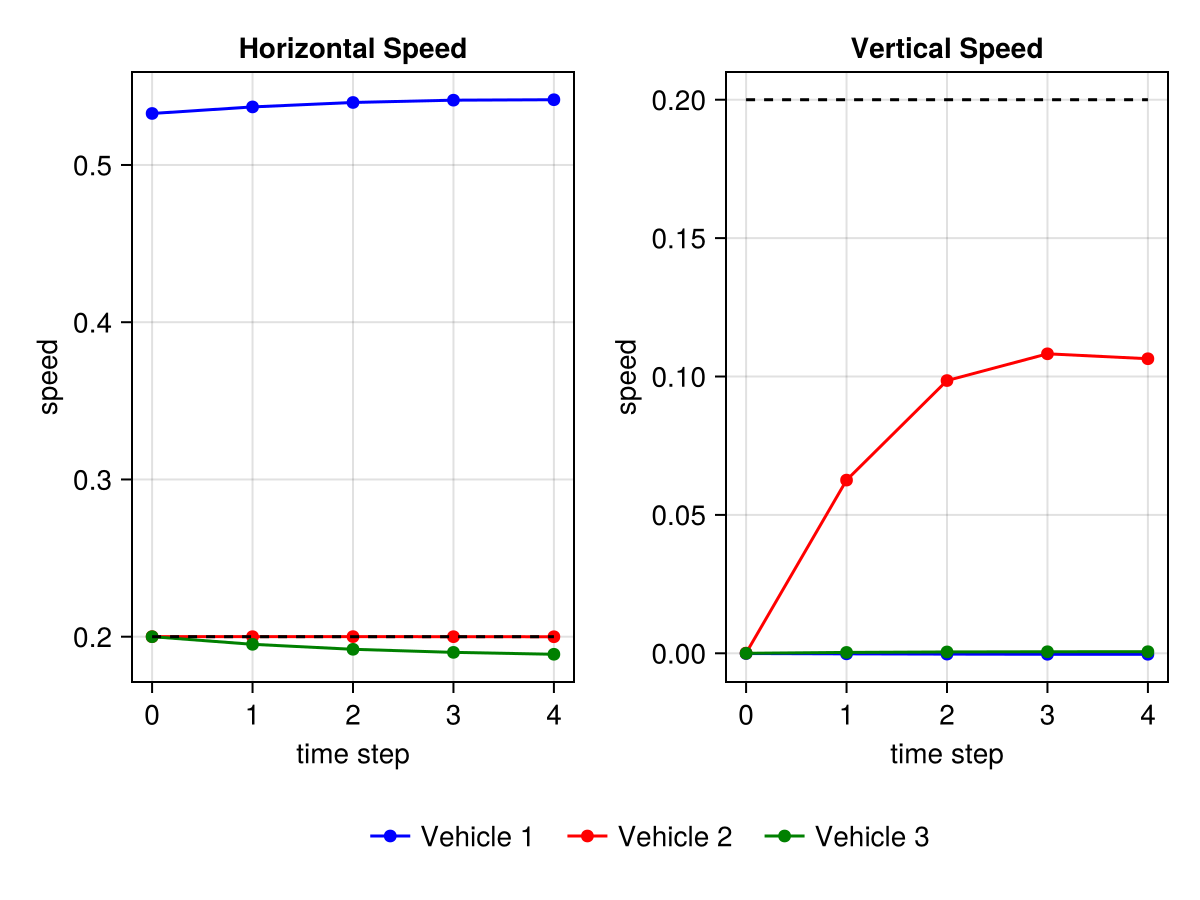 Horizontal Speed
speed
0.5
0.4
0.3
0.2
0 1 2 3 4
time step
Vertical Speed
speed
0.20
0.15
0.10
0.05
0.00
0 1 2 3 4
time step
Vehicle 1 Vehicle 2 Vehicle 3